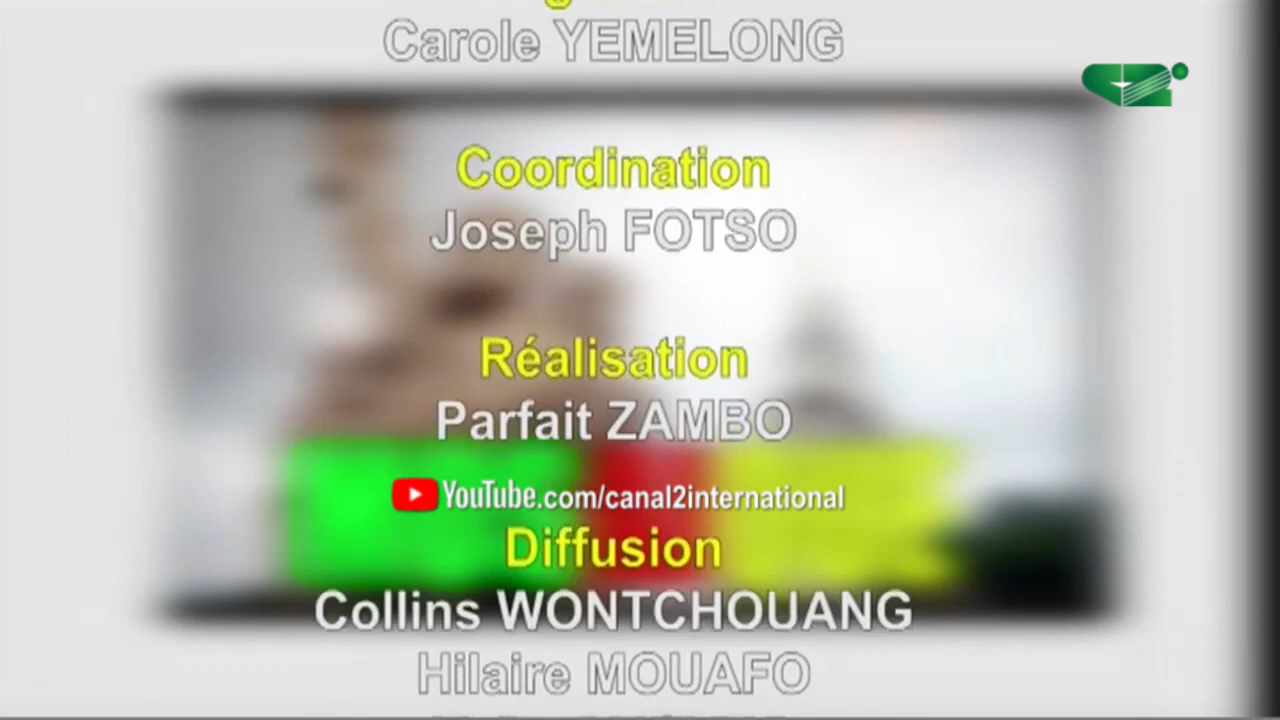 Carole YEMELONG
Coordination
Joseph FOTSO
Réalisation
Parfait ZAMBO
YouTube.com/canal2international
Diffusion
Collins WONTCHOUANG
Hilaire MOUAFO